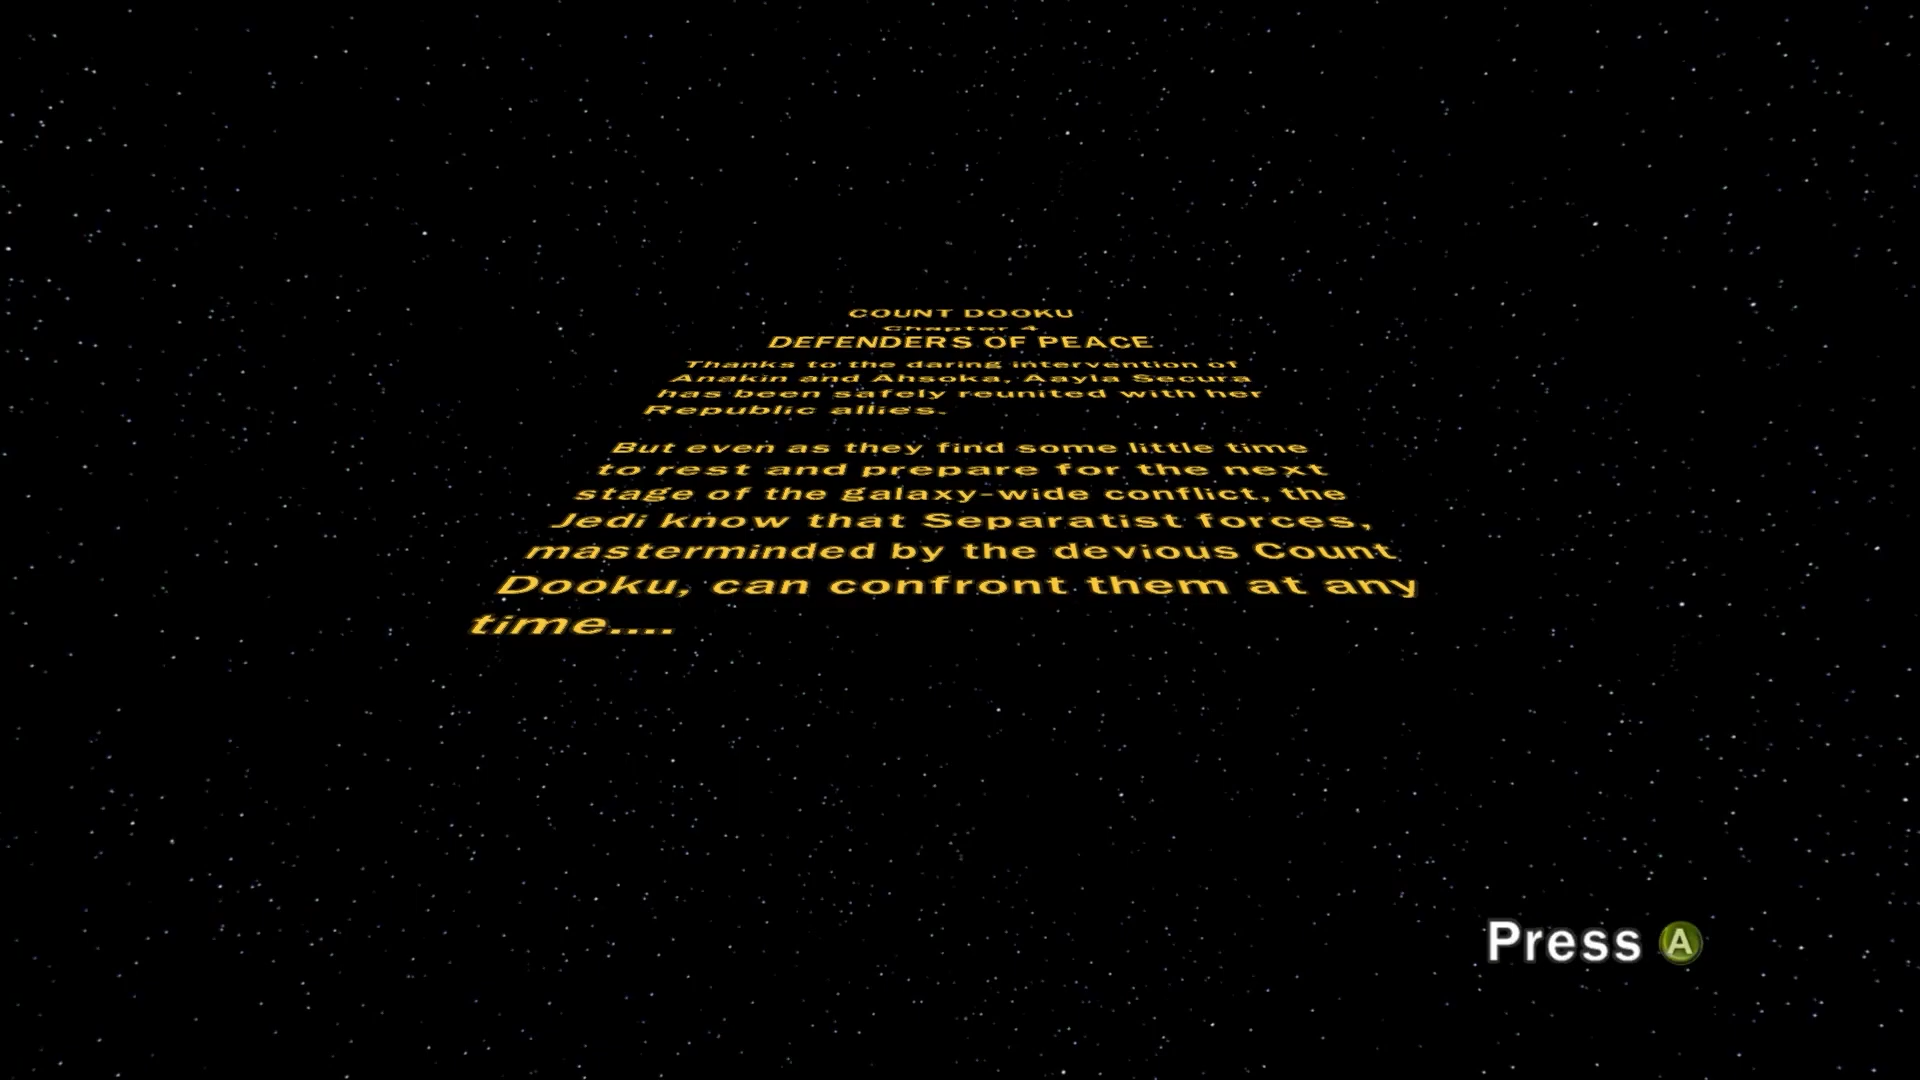 COUNT DOOKU
Chapter 4
DEFENDERS OF PEACE
Thanks to the daring intervention of
Anakin and Ahsoka, Aayla Secura
has been safely reunited with her
Republic allies.
But even as they find some little time
to rest and prepare for the next
stage of the galaxy-wide conflict, the
Jedi know that Separatist forces,
masterminded by the devious Count
Dooku, can confront them at any
time....
Press A